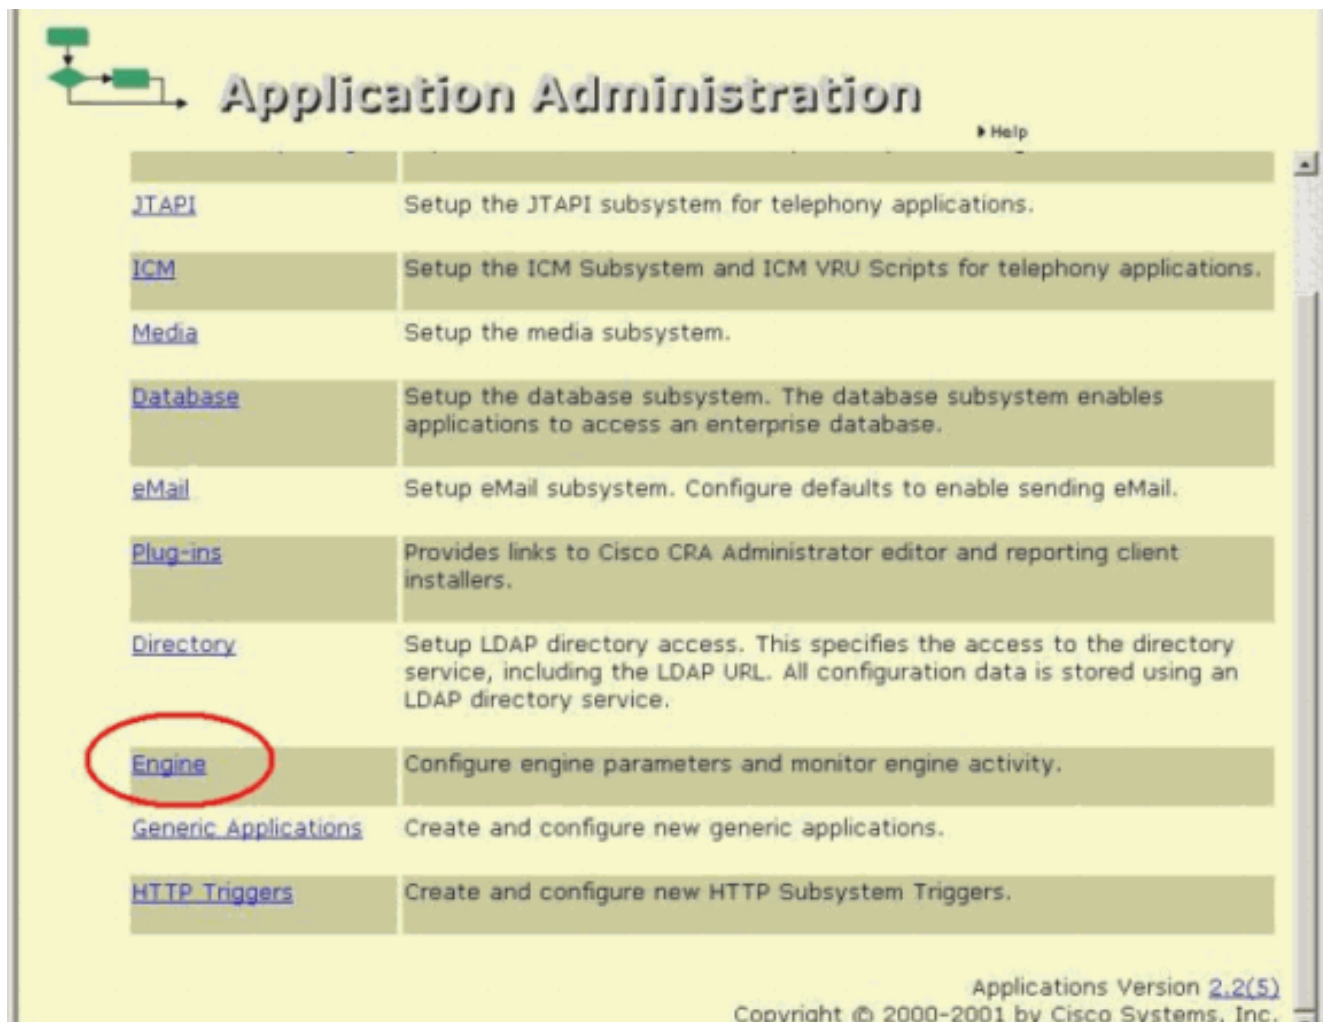 Application Administration
Help
JTAPI
Setup the JTAPI subsystem for telephony applications.
ICM
Setup the ICM Subsystem and ICM VRU Scripts for telephony applications.
Media
Setup the media subsystem.
Database
Setup the database subsystem. The database subsystem enables
applications to access an enterprise database.
eMail
Setup eMail subsystem. Configure defaults to enable sending eMail.
Plug-ins
Provides links to Cisco CRA Administrator editor and reporting client
installers.
Directory
Setup LDAP directory access. This specifies the access to the directory
service, including the LDAP URL. All configuration data is stored using an
LDAP directory service.
Engine
Configure engine parameters and monitor engine activity.
Generic Applications
Create and configure new generic applications.
HTTP Triggers
Create and configure new HTTP Subsystem Triggers.
Applications Version 2.2(5)
Copyright © 2000-2001 by Cisco Systems, Inc.